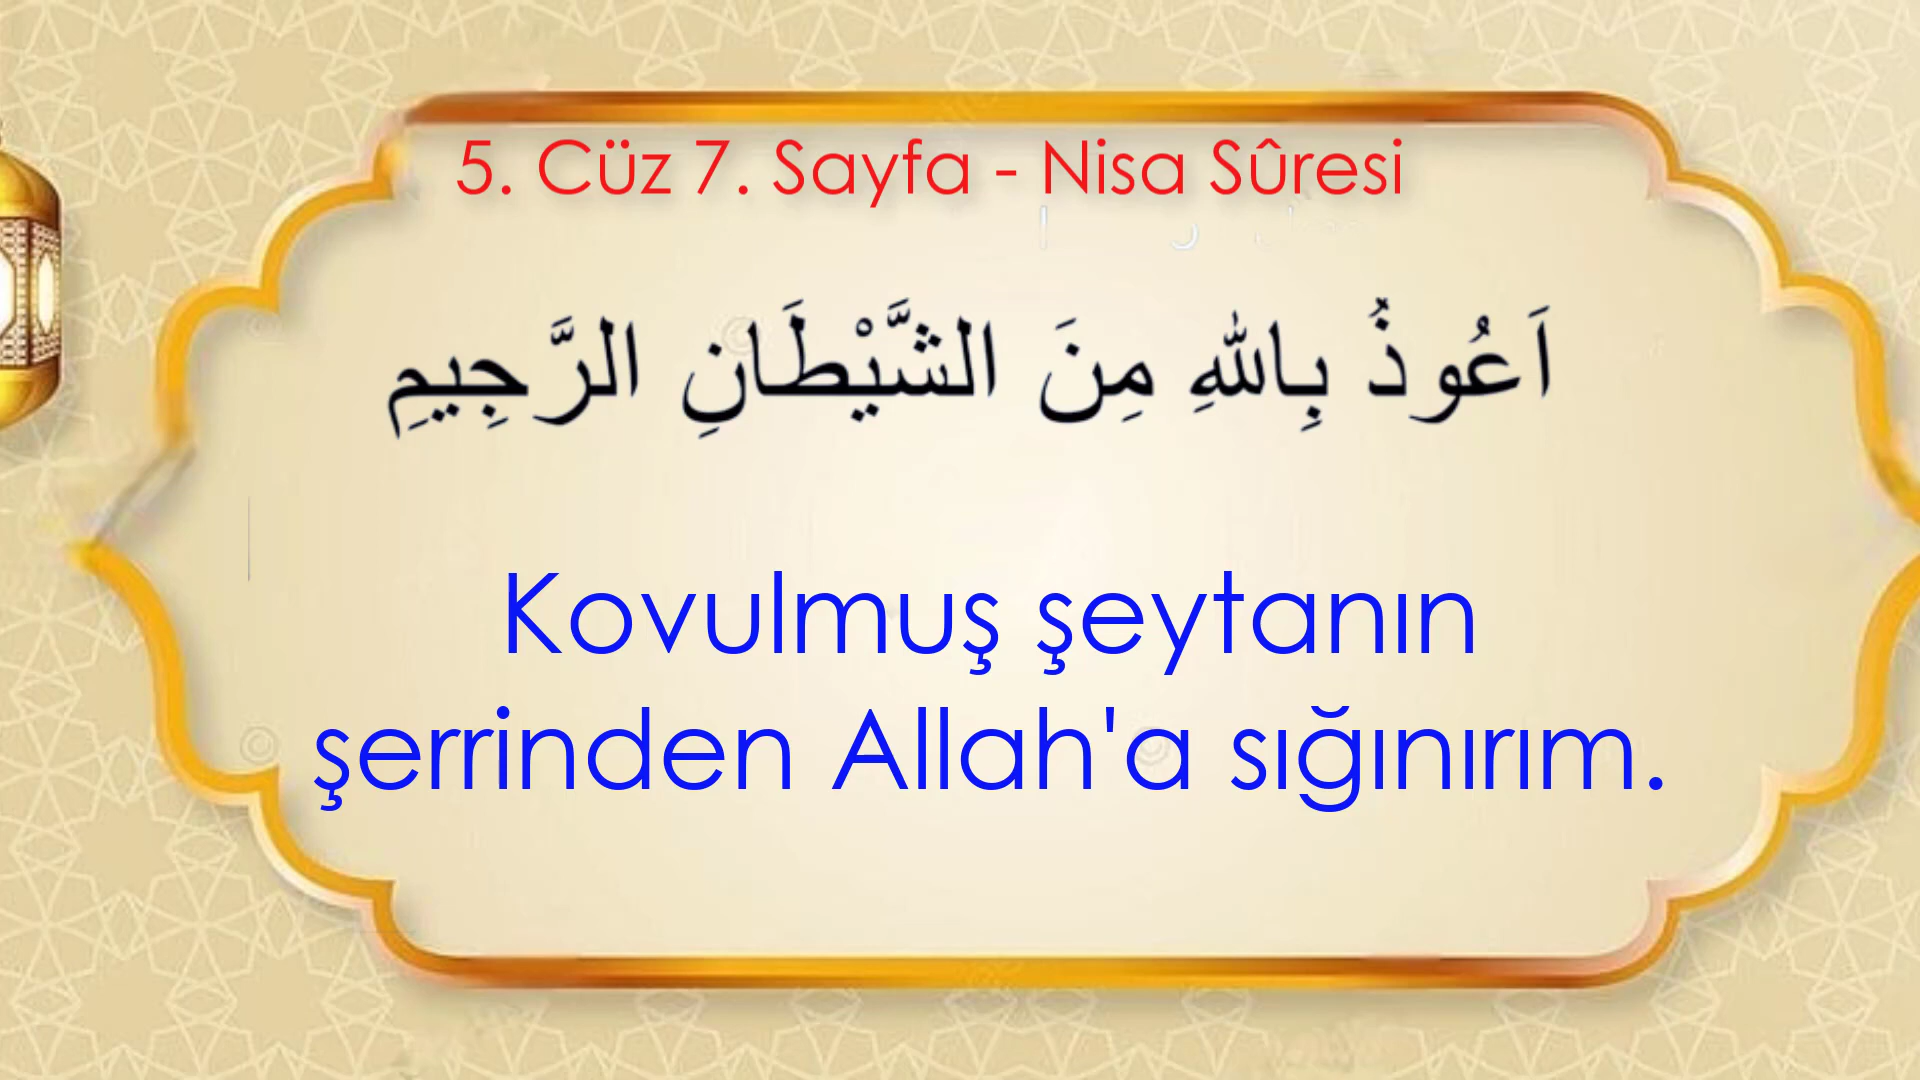 5. Cüz 7. Sayfa - Nisa Sûresi
اَعُوذُ بِاللّٰهِ مِنَ الشَّيْطَانِ الرَّجِيمِ
Kovulmuş şeytanın
şerrinden Allah'a sığınırım.